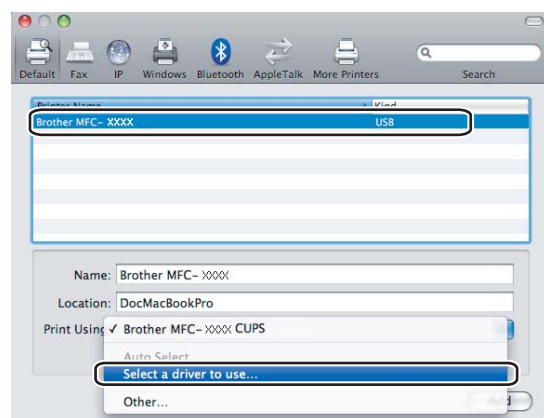 Default Fax IP Windows Bluetooth AppleTalk More Printers Search
Printer Name Kind
Brother MFC- XXXX USB
Name: Brother MFC- XXXX
Location: DocMacBookPro
Print Using ✓ Brother MFC- XXXX CUPS
Auto Select
Select a driver to use...
Other...